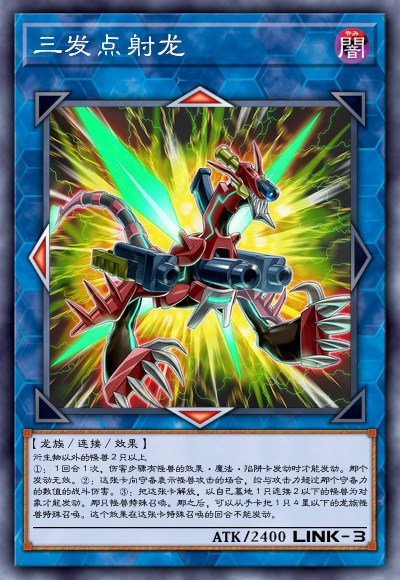 三发点射龙
やみ
闇
【龙族／连接／效果】
衍生物以外的怪兽2只以上
①：1回合1次，伤害步骤有怪兽的效果·魔法·陷阱卡发动时才能发动。那个
发动无效。②：这张卡向守备表示怪兽攻击的场合，给与攻击力超过那个守备力
的数值的战斗伤害。③：把这张卡解放，以自己墓地1只连接2以下的怪兽为对
象才能发动。那只怪兽特殊召唤。那之后，可以从手卡把1只4星以下的龙族怪
兽特殊召唤。这个效果在这张卡特殊召唤的回合不能发动。
ATK/2400 LINK-3